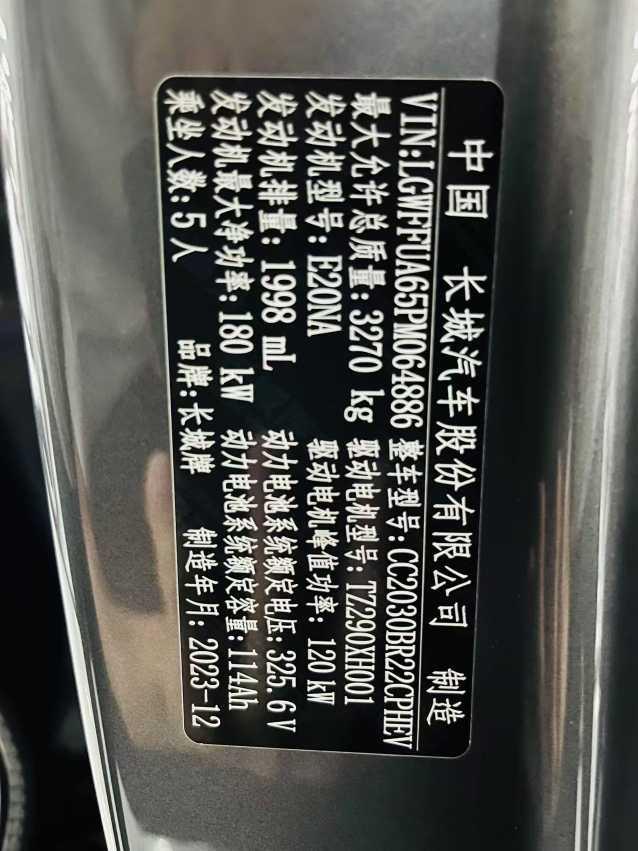 中国 长城汽车股份有限公司 制造
VIN:LGWFFUA65PM064886 整车型号:CC2030BR22CPHEV
最大允许总质量:3270 kg 驱动电机型号:TZ290XH001
发动机型号:E20NA 驱动电机峰值功率:120 kW
发动机排量:1998 mL 动力电池系统额定电压:325.6V
发动机最大净功率:180 kW 动力电池系统额定容量:114Ah
乘坐人数:5人 品牌:长城牌 制造年月:2023-12